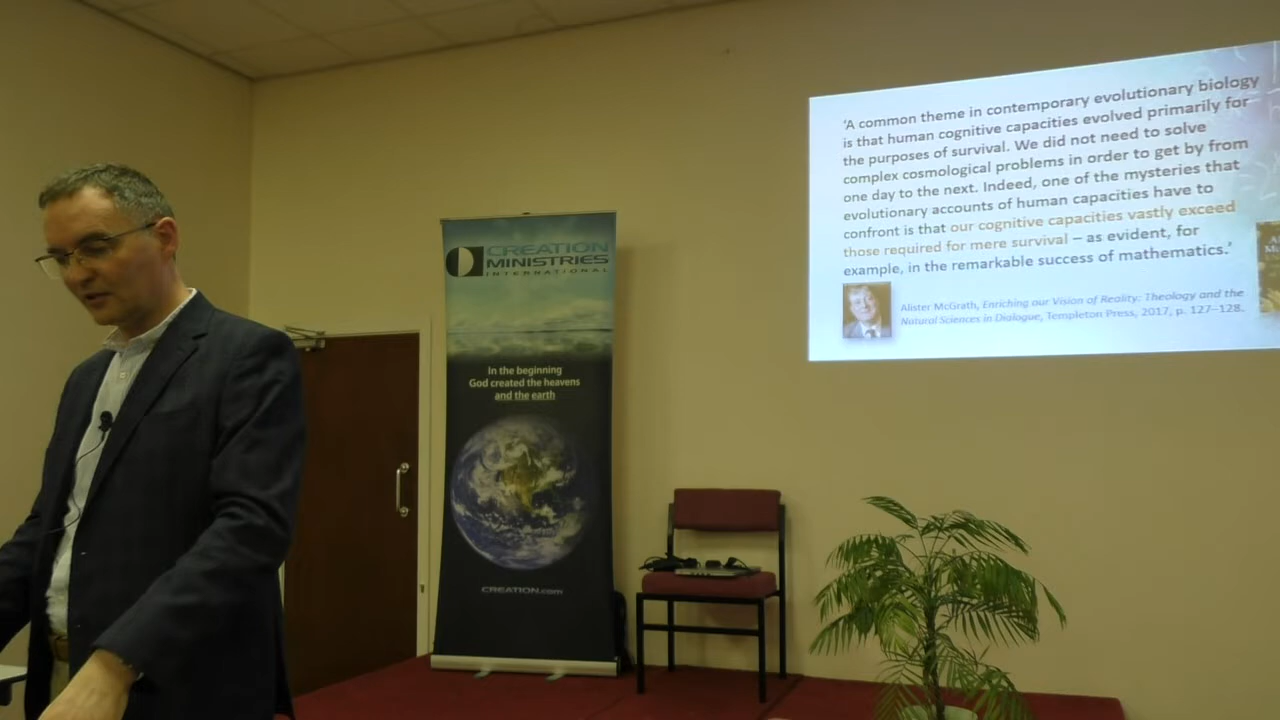 CREATION
MINISTRIES
INTERNATIONAL
In the beginning
God created the heavens
and the earth
CREATION.com
‘A common theme in contemporary evolutionary biology
is that human cognitive capacities evolved primarily for
the purposes of survival. We did not need to solve
complex cosmological problems in order to get by from
one day to the next. Indeed, one of the mysteries that
evolutionary accounts of human capacities have to
confront is that our cognitive capacities vastly exceed
those required for mere survival – as evident, for
example, in the remarkable success of mathematics.’
Alister McGrath, Enriching our Vision of Reality: Theology and the
Natural Sciences in Dialogue, Templeton Press, 2017, p. 127–128.